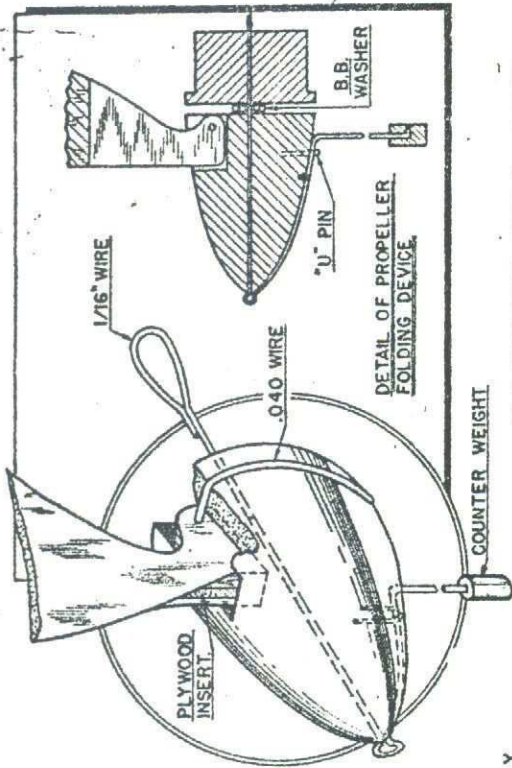 1/16" WIRE
.040 WIRE
PLYWOOD
INSERT.
COUNTER WEIGHT
B.B.
WASHER
"U" PIN
DETAIL OF PROPELLER
FOLDING DEVICE.
Y